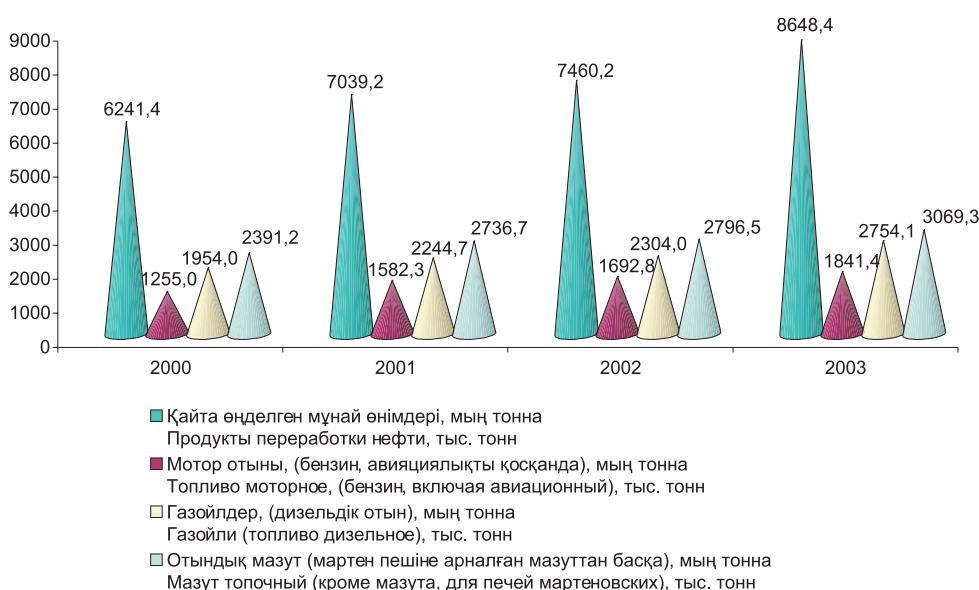 9000
8000
7000
6000
5000
4000
3000
2000
1000
0
6241,4
1255,0
1954,0
2391,2
7039,2
1582,3
2244,7
2736,7
7460,2
1692,8
2304,0
2796,5
8648,4
1841,4
2754,1
3069,3
2000 2001 2002 2003
Қайта өңделген мұнай өнімдері, мың тонна
Продукты переработки нефти, тыс. тонн
Мотор отыны, (бензин, авияциялықты қосқанда), мың тонна
Топливо моторное, (бензин, включая авиационный), тыс. тонн
Газойлдер, (дизельдік отын), мың тонна
Газойли (топливо дизельное), тыс. тонн
Отындық мазут (мартен пешіне арналған мазуттан басқа), мың тонна
Мазут топочный (кроме мазута, для печей мартеновских), тыс. тонн